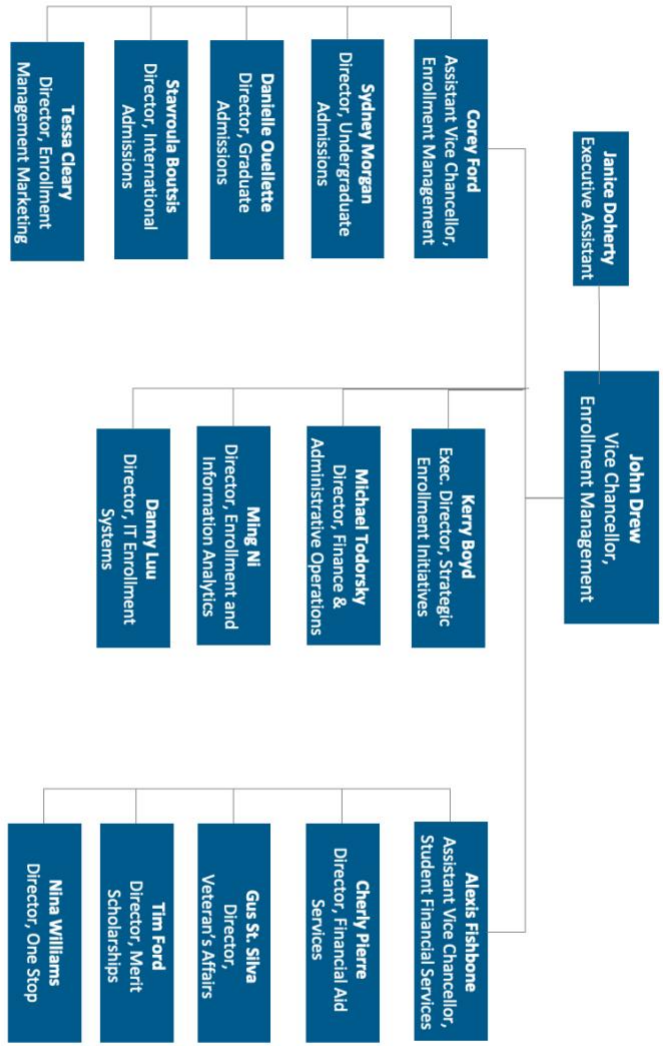 John Drew
Vice Chancellor,
Enrollment Management
Janice Doherty
Executive Assistant
Corey Ford
Assistant Vice Chancellor,
Enrollment Management
Sydney Morgan
Director, Undergraduate
Admissions
Danielle Ouellette
Director, Graduate
Admissions
Stavroula Boutsis
Director, International
Admissions
Tessa Cleary
Director, Enrollment
Management Marketing
Kerry Boyd
Exec. Director, Strategic
Enrollment Initiatives
Michael Todorsky
Director, Finance &
Administrative Operations
Ming Ni
Director, Enrollment and
Information Analytics
Danny Luu
Director, IT Enrollment
Systems
Alexis Fishbone
Assistant Vice Chancellor,
Student Financial Services
Cherly Pierre
Director, Financial Aid
Services
Gus St. Silva
Director,
Veteran's Affairs
Tim Ford
Director, Merit
Scholarships
Nina Williams
Director, One Stop